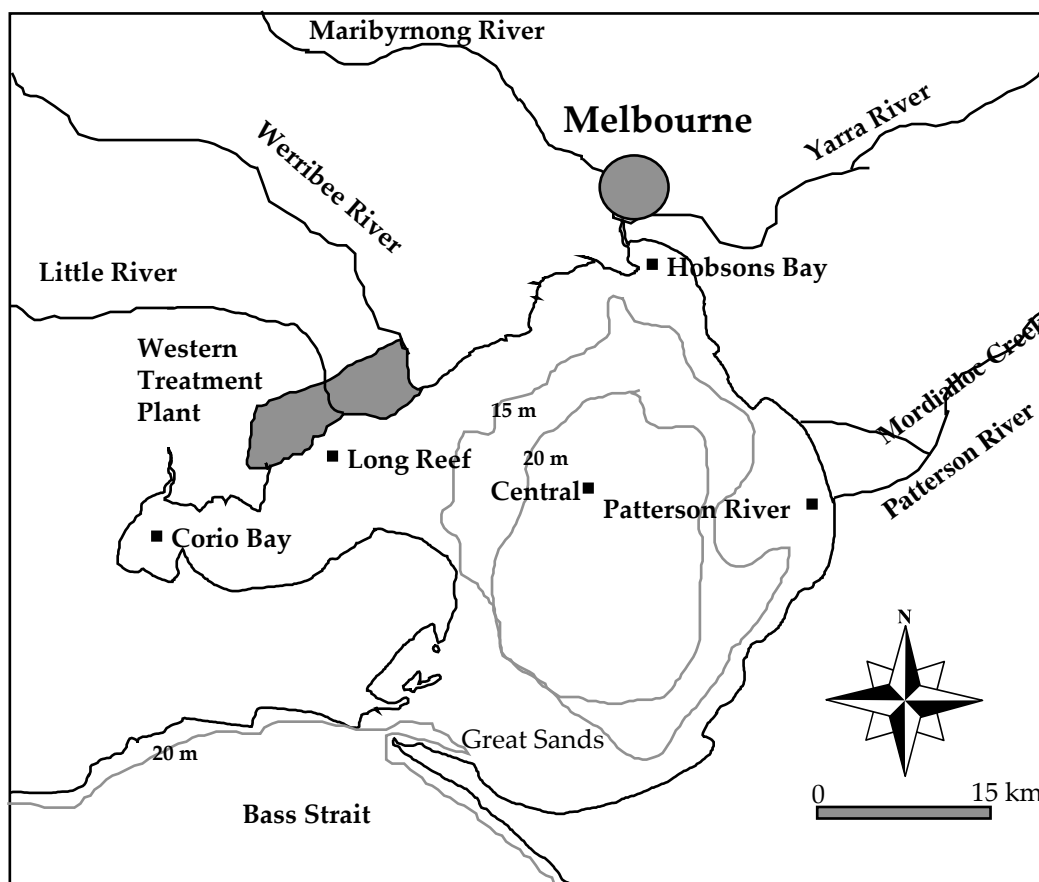 Maribyrnong River
Melbourne
Yarra River
Werribee River
Little River
Hobsons Bay
Western
Treatment
Plant
Mordialloc Creek
15 m
20 m
Long Reef
Central
Patterson River
Patterson River
Corio Bay
N
Great Sands
20 m
0 15 km
Bass Strait